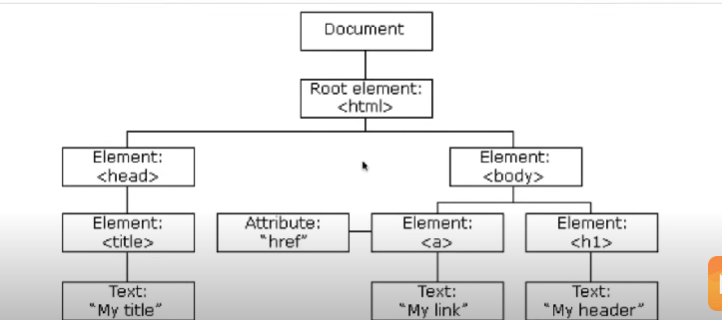 Document
Root element:
<html>
Element:
<head>
Element:
<body>
Element:
<title>
Attribute:
"href"
Element:
<a>
Element:
<h1>
Text:
"My title"
Text:
"My link"
Text:
"My header"